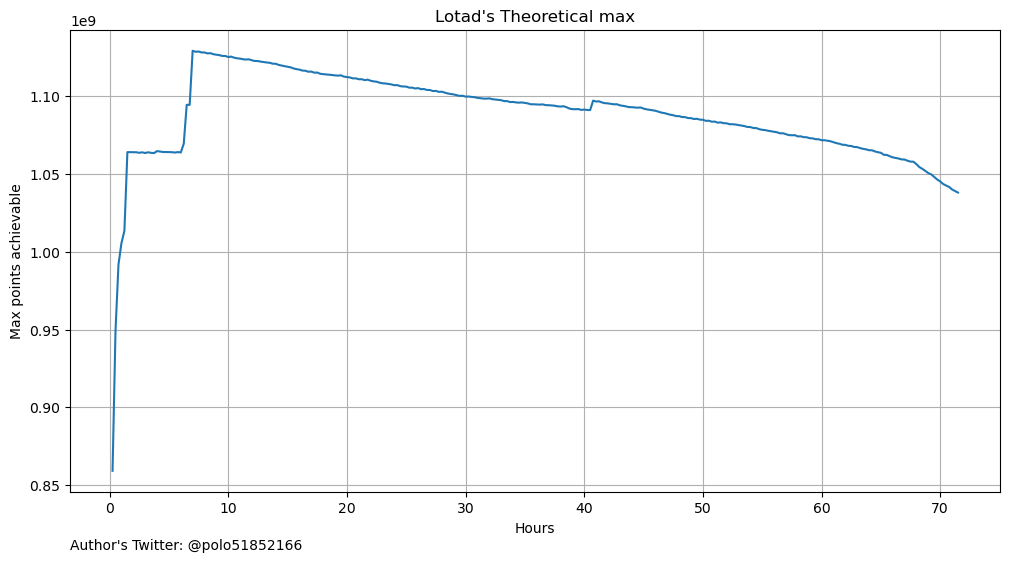 Lotad's Theoretical max
1e9
Max points achievable
1.10
1.05
1.00
0.95
0.90
0.85
0 10 20 30 40 50 60 70
Hours
Author's Twitter: @polo51852166